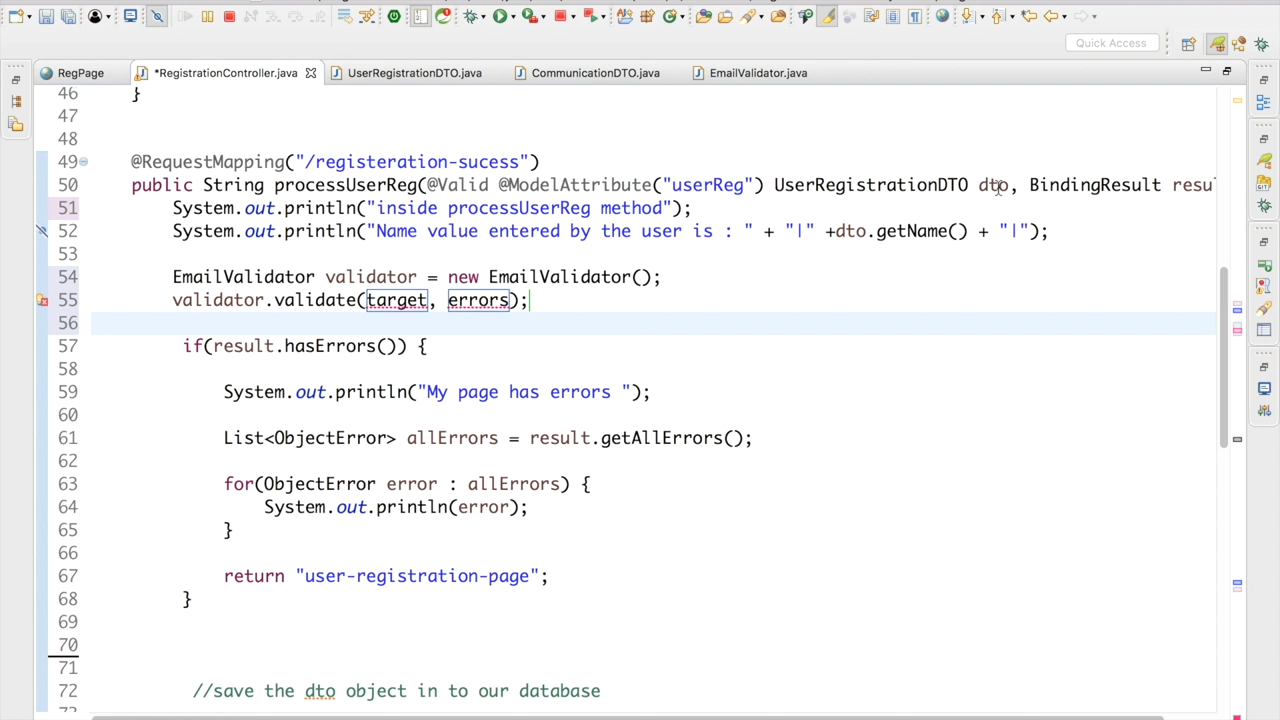 Quick Access
RegPage
*RegistrationController.java
UserRegistrationDTO.java
CommunicationDTO.java
EmailValidator.java
46 }
47
48
49 @RequestMapping("/registeration-sucess")
50 public String processUserReg(@Valid @ModelAttribute("userReg") UserRegistrationDTO dto, BindingResult resul
51 System.out.println("inside processUserReg method");
52 System.out.println("Name value entered by the user is : " + "|" +dto.getName() + "|");
53
54 EmailValidator validator = new EmailValidator();
55 validator.validate(target, errors);
56
57 if(result.hasErrors()) {
58
59 System.out.println("My page has errors ");
60
61 List<ObjectError> allErrors = result.getAllErrors();
62
63 for(ObjectError error : allErrors) {
64 System.out.println(error);
65 }
66
67 return "user-registration-page";
68 }
69
70
71
72 //save the dto object in to our database